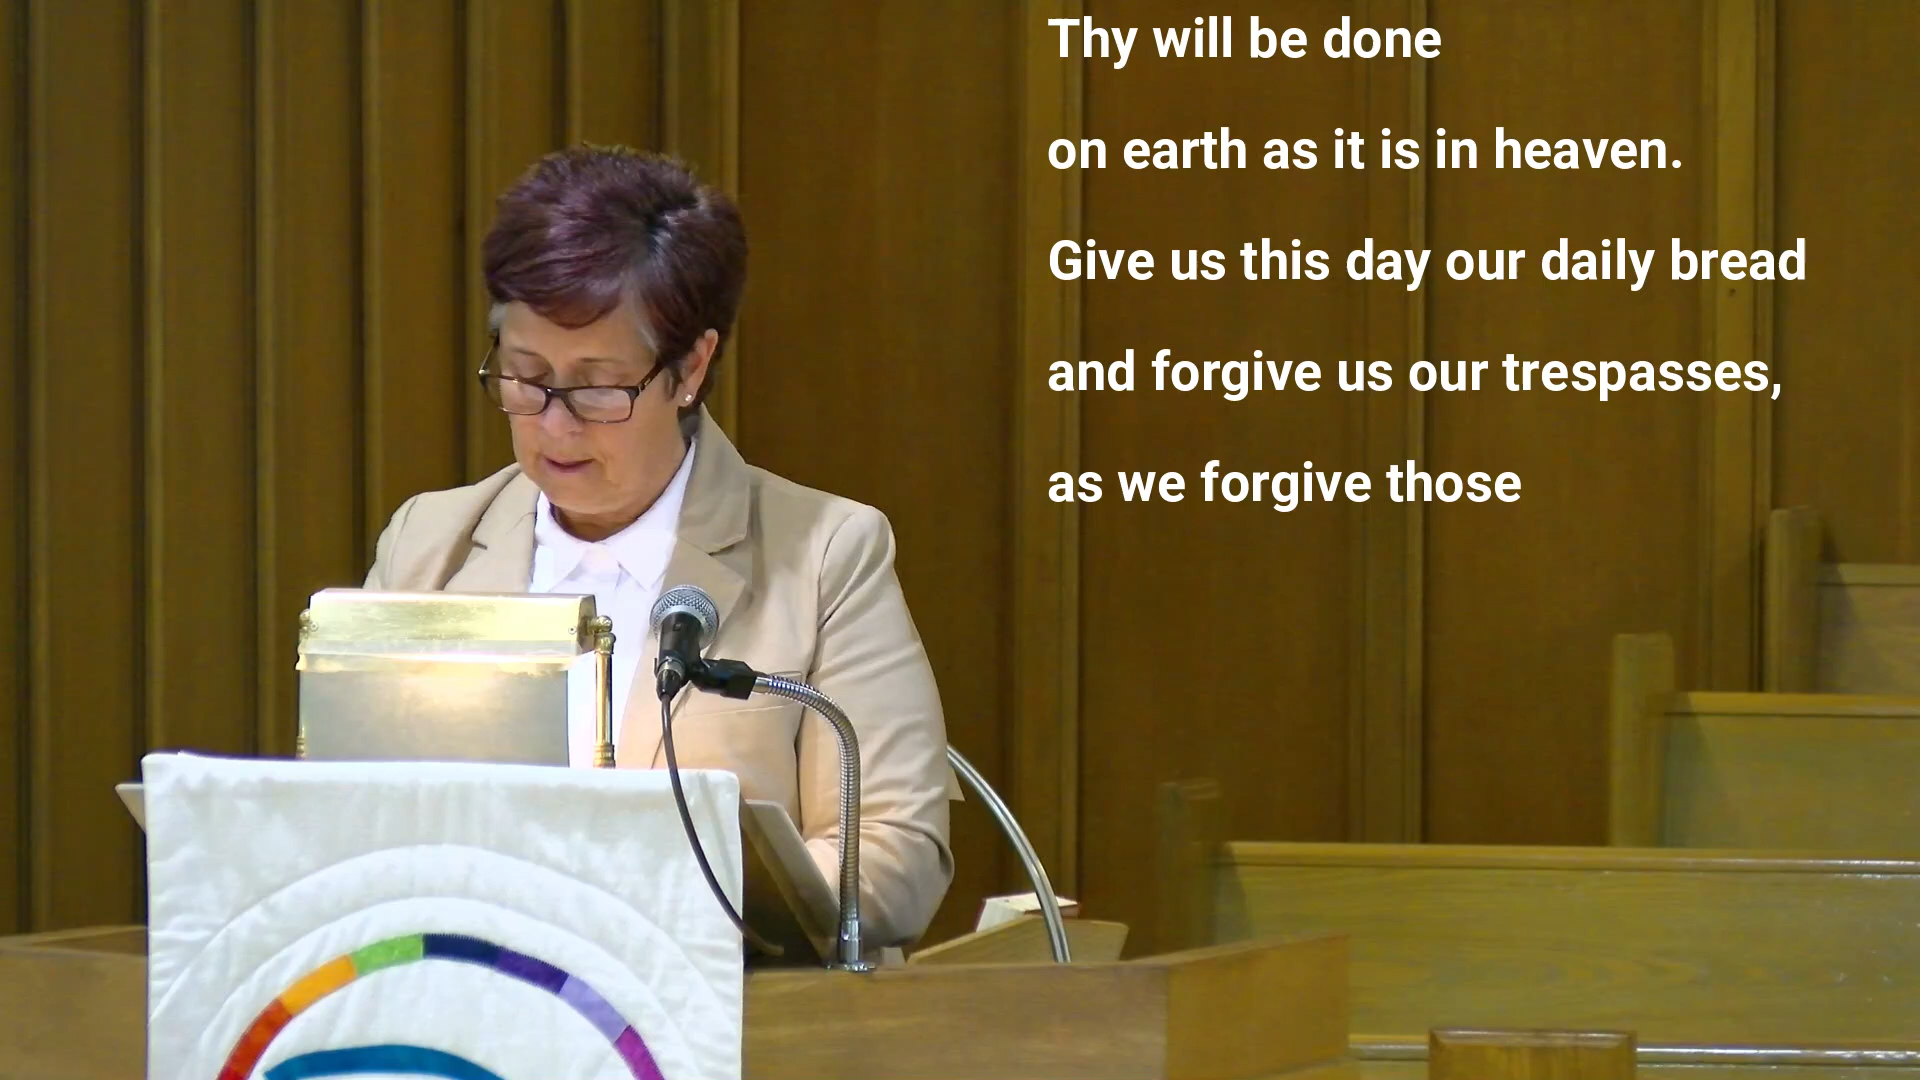 Thy will be done
on earth as it is in heaven.
Give us this day our daily bread
and forgive us our trespasses,
as we forgive those